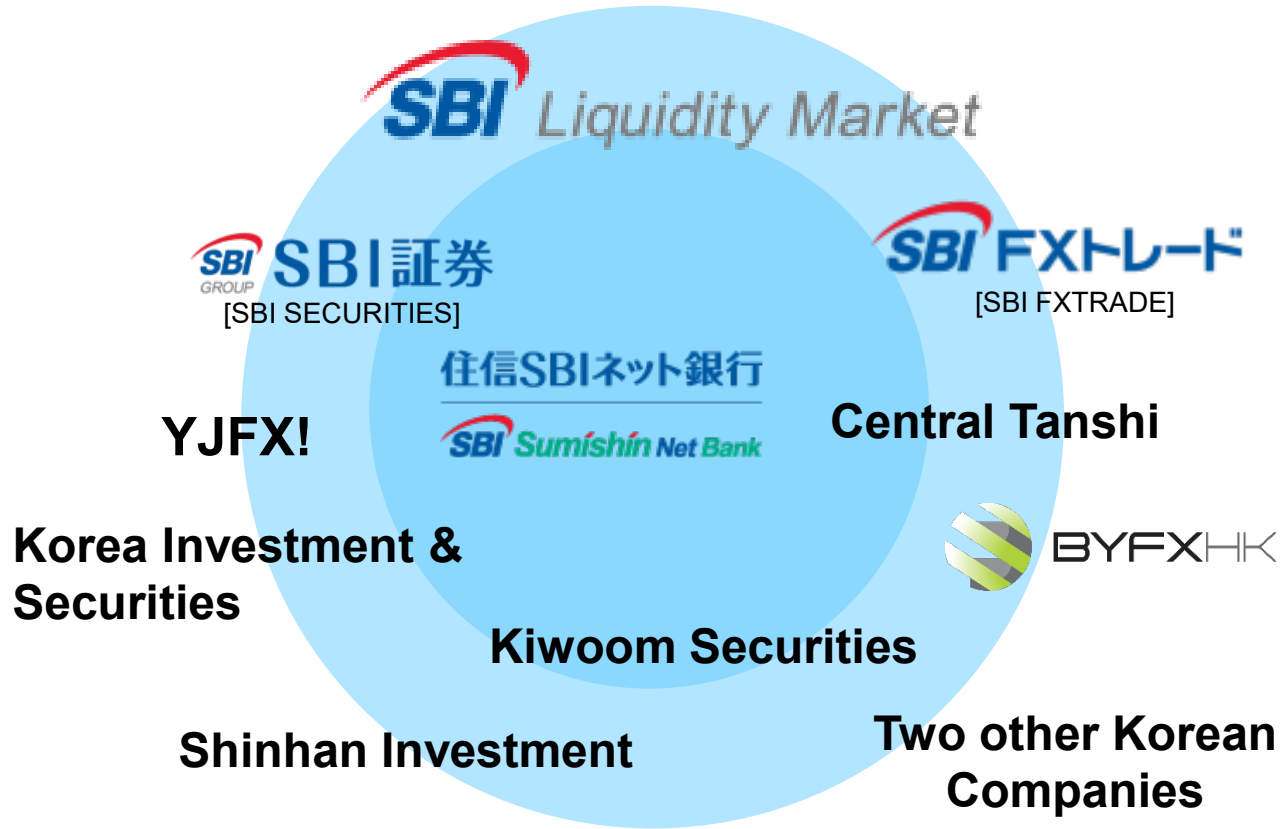 SBI Liquidity Market
SBI GROUP SBI証券
[SBI SECURITIES]
SBI FXトレード
[SBI FXTRADE]
住信SBIネット銀行
SBI Sumishin Net Bank
YJFX!
Central Tanshi
Korea Investment &
Securities
BYFXHK
Kiwoom Securities
Shinhan Investment
Two other Korean
Companies